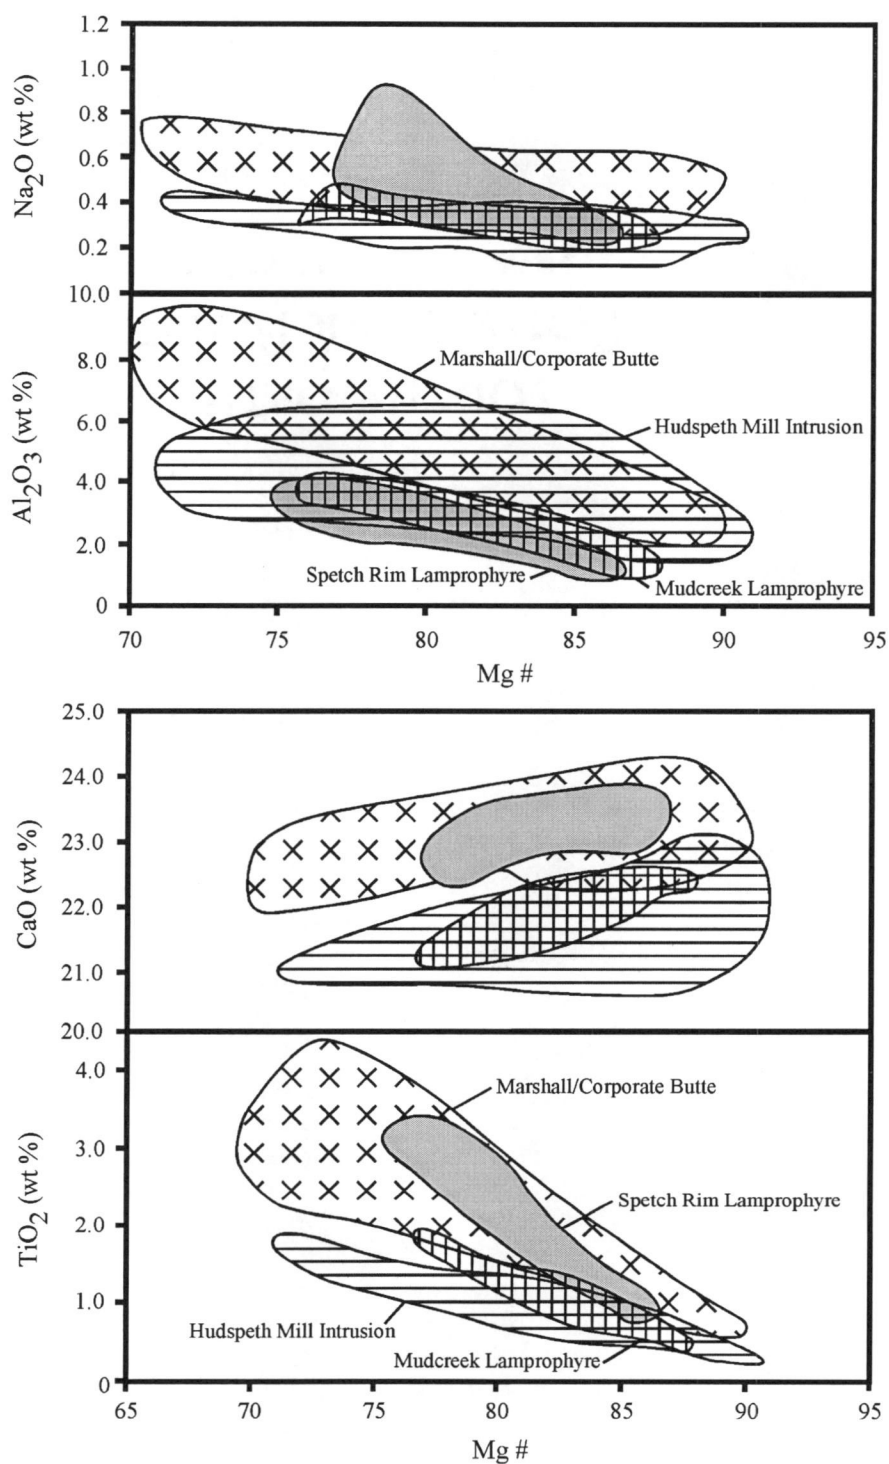 1.2
1.0
0.8
0.6
0.4
0.2
Na2O (wt %)
10.0
8.0
6.0
4.0
2.0
0
Al2O3 (wt %)
Marshall/Corporate Butte
Hudspeth Mill Intrusion
Spetch Rim Lamprophyre
Mudcreek Lamprophyre
70 75 80 85 90 95
Mg #
25.0
24.0
23.0
22.0
21.0
20.0
CaO (wt %)
4.0
3.0
2.0
1.0
0
TiO2 (wt %)
Marshall/Corporate Butte
Spetch Rim Lamprophyre
Hudspeth Mill Intrusion
Mudcreek Lamprophyre
65 70 75 80 85 90 95
Mg #